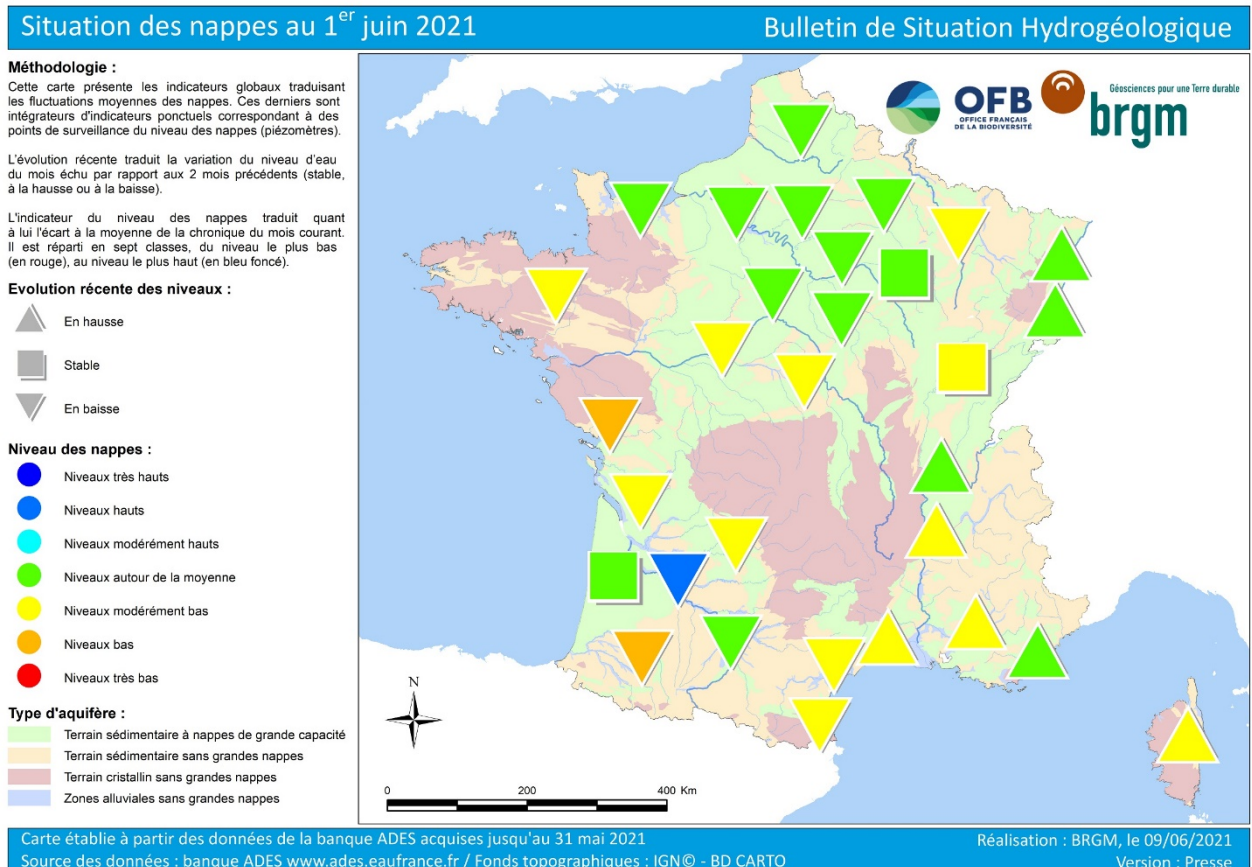 Situation des nappes au 1er juin 2021
Bulletin de Situation Hydrogéologique
Méthodologie :
Cette carte présente les indicateurs globaux traduisant
les fluctuations moyennes des nappes. Ces derniers sont
intégrateurs d'indicateurs ponctuels correspondant à des
points de surveillance du niveau des nappes (piézomètres).
L'évolution récente traduit la variation du niveau d'eau
du mois échu par rapport aux 2 mois précédents (stable,
à la hausse ou à la baisse).
L'indicateur du niveau des nappes traduit quant
à lui l'écart à la moyenne de la chronique du mois courant.
Il est réparti en sept classes, du niveau le plus bas
(en rouge), au niveau le plus haut (en bleu foncé).
Evolution récente des niveaux :
En hausse
Stable
En baisse
Niveau des nappes :
Niveaux très hauts
Niveaux hauts
Niveaux modérément hauts
Niveaux autour de la moyenne
Niveaux modérément bas
Niveaux bas
Niveaux très bas
Type d'aquifère :
Terrain sédimentaire à nappes de grande capacité
Terrain sédimentaire sans grandes nappes
Terrain cristallin sans grandes nappes
Zones alluviales sans grandes nappes
OFB
OFFICE FRANÇAIS
DE LA BIODIVERSITÉ
Géosciences pour une Terre durable
brgm
N
0 200 400 Km
Carte établie à partir des données de la banque ADES acquises jusqu'au 31 mai 2021
Source des données : banque ADES www.ades.eaufrance.fr / Fonds topographiques : IGN© - BD CARTO
Réalisation : BRGM, le 09/06/2021
Version : Presse